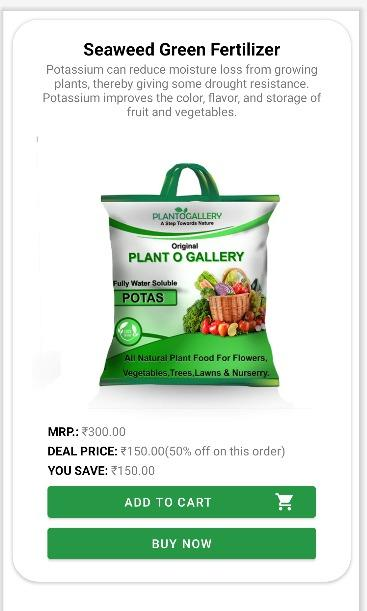 Seaweed Green Fertilizer
Potassium can reduce moisture loss from growing
plants, thereby giving some drought resistance.
Potassium improves the color, flavor, and storage of
fruit and vegetables.
PLANTOGALLERY
A Step Towards Nature
Original
PLANT O GALLERY
Fully Water Soluble
POTAS
All Natural Plant Food For Flowers,
Vegetables,Trees,Lawns & Nurserry.
MRP.: ₹300.00
DEAL PRICE: ₹150.00(50% off on this order)
YOU SAVE: ₹150.00
ADD TO CART
BUY NOW